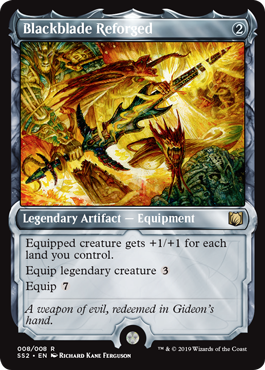 Blackblade Reforged 2
Legendary Artifact — Equipment
Equipped creature gets +1/+1 for each
land you control.
Equip legendary creature 3
Equip 7
A weapon of evil, redeemed in Gideon's
hand.
008/008 R
SS2 • EN Richard Kane Ferguson
™ & © 2019 Wizards of the Coast